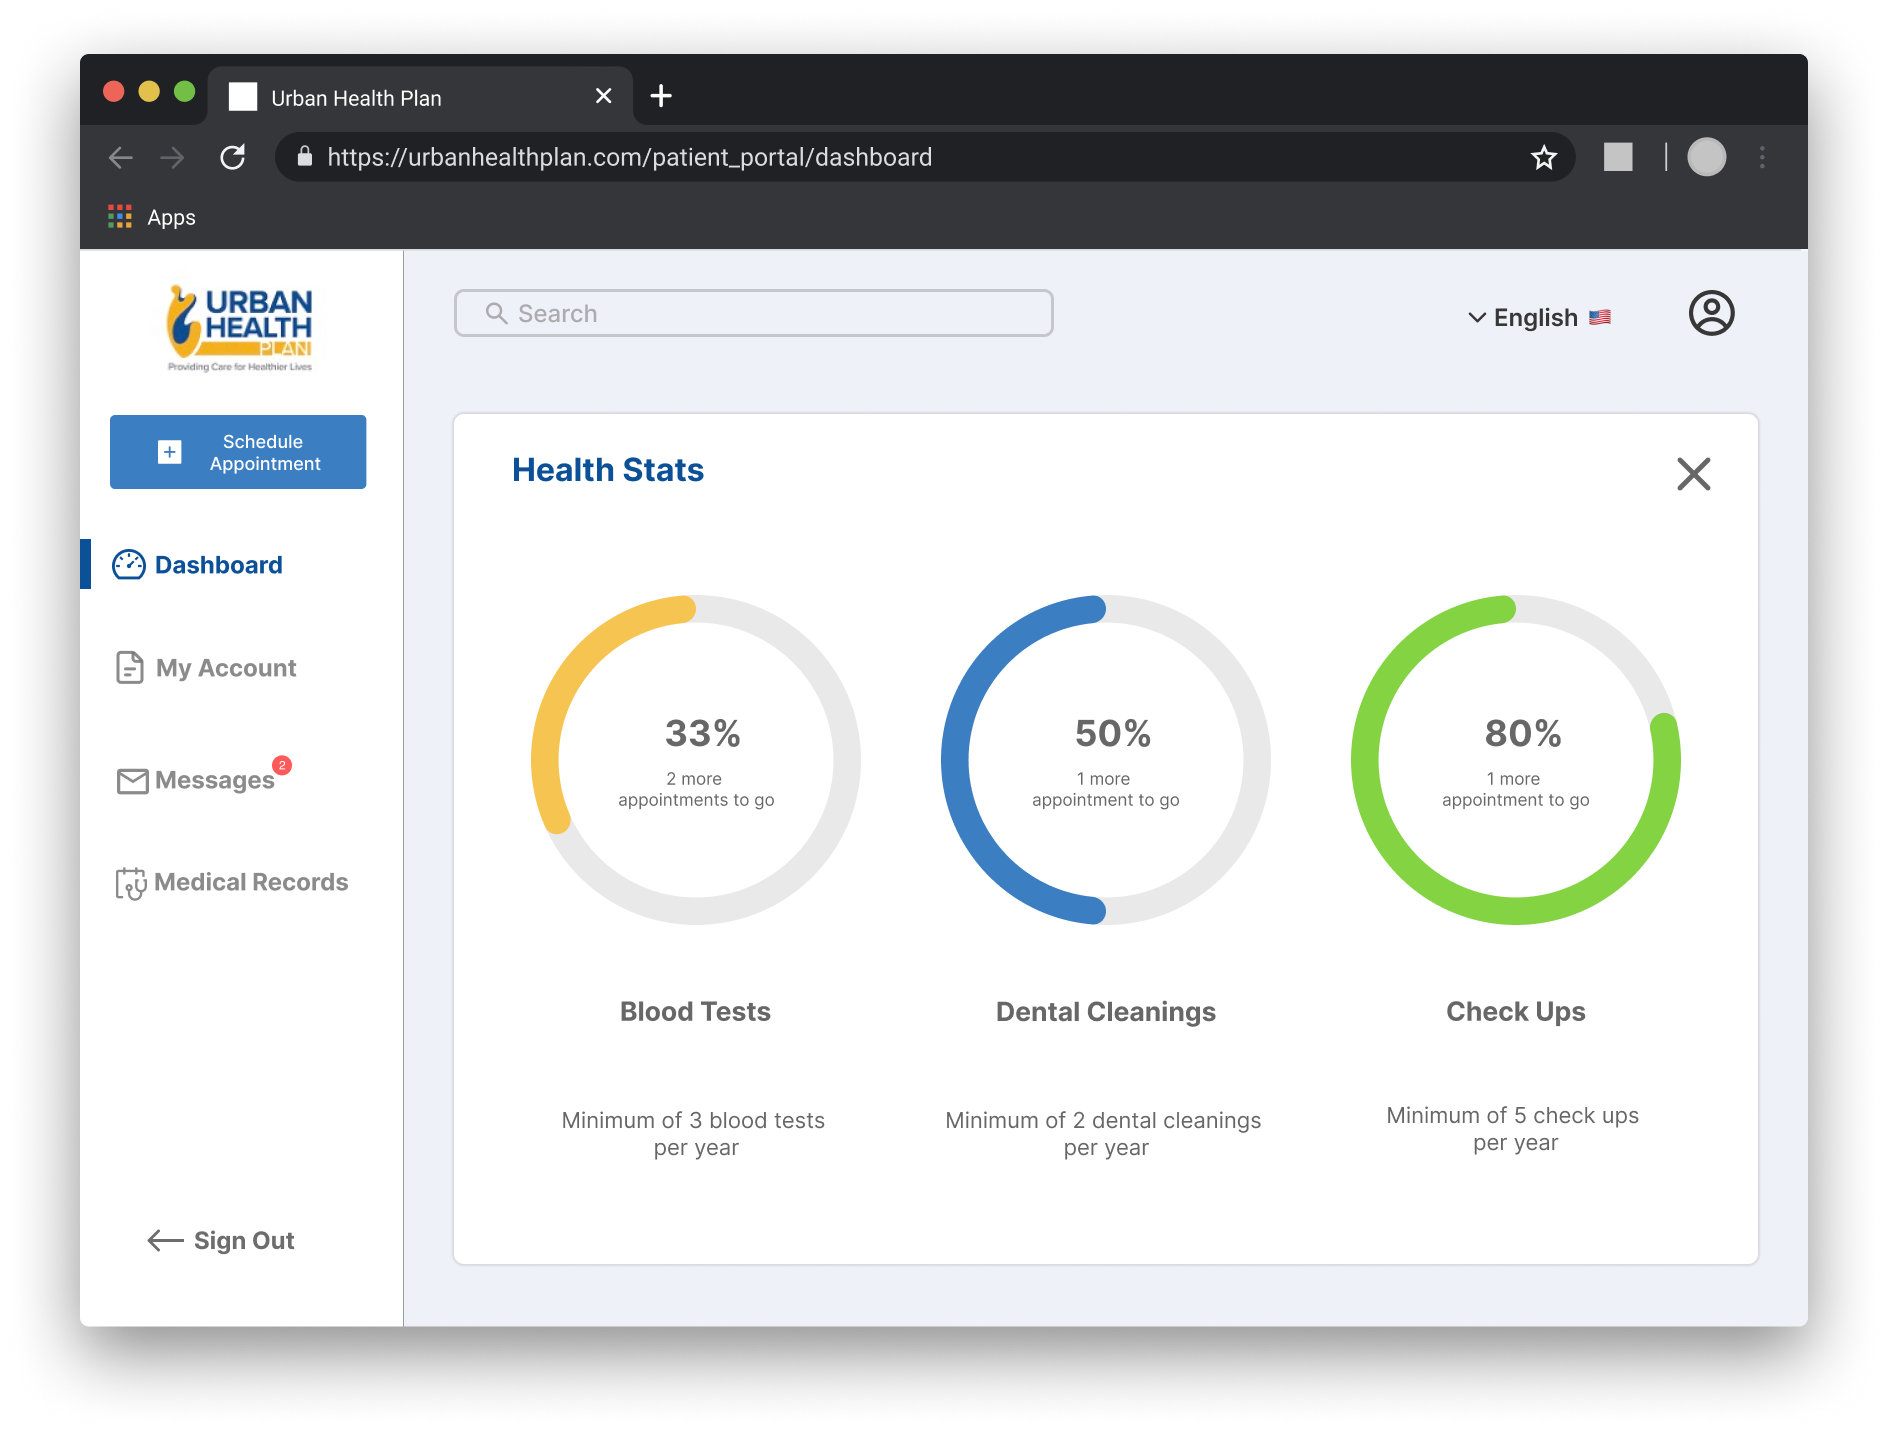 Urban Health Plan
https://urbanhealthplan.com/patient_portal/dashboard
Apps
URBAN
HEALTH
PLAN
Providing Care for Healthier Lives
Search
English
Schedule
Appointment
Health Stats
Dashboard
My Account
Messages 2
Medical Records
Sign Out
33%
2 more
appointments to go
Blood Tests
Minimum of 3 blood tests
per year
50%
1 more
appointment to go
Dental Cleanings
Minimum of 2 dental cleanings
per year
80%
1 more
appointment to go
Check Ups
Minimum of 5 check ups
per year